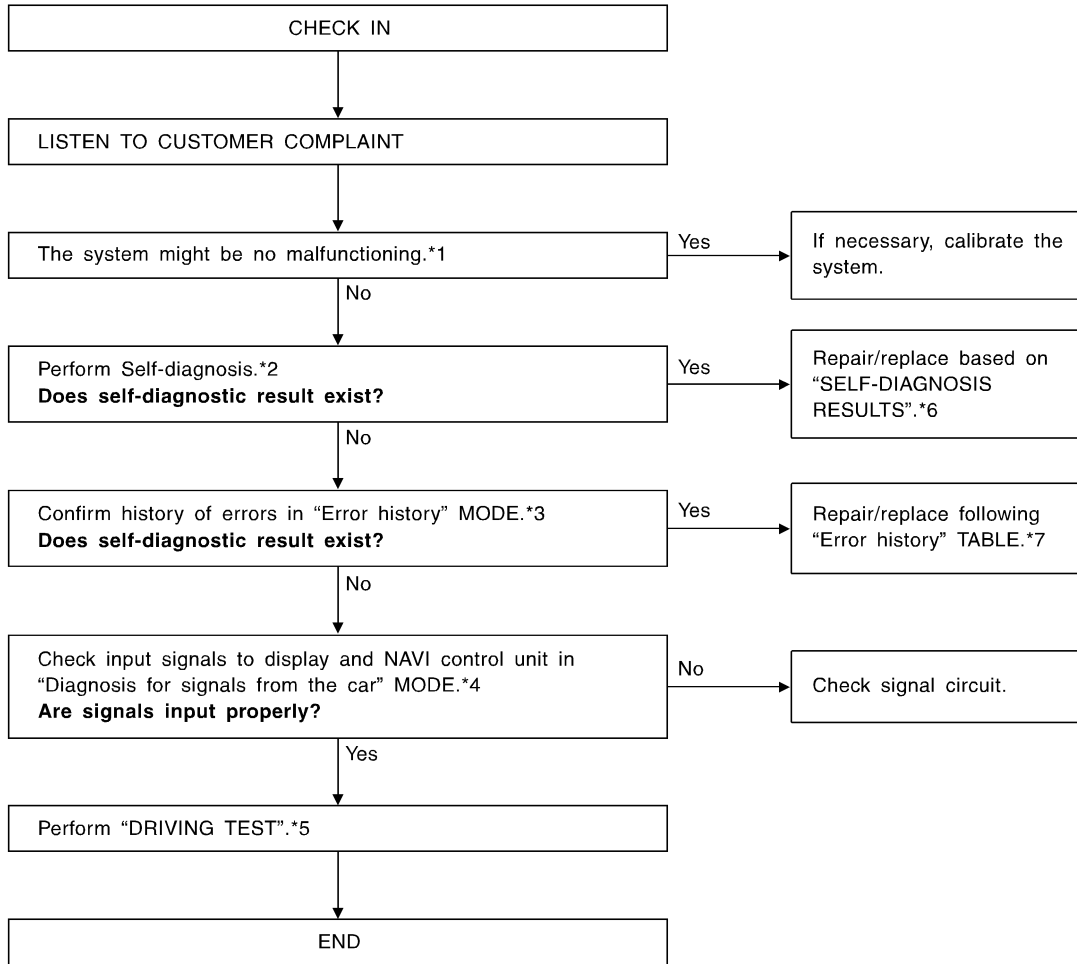 CHECK IN
LISTEN TO CUSTOMER COMPLAINT
The system might be no malfunctioning.*1
Yes
If necessary, calibrate the
system.
No
Perform Self-diagnosis.*2
Does self-diagnostic result exist?
Yes
Repair/replace based on
“SELF-DIAGNOSIS
RESULTS”.*6
No
Confirm history of errors in “Error history” MODE.*3
Does self-diagnostic result exist?
Yes
Repair/replace following
“Error history” TABLE.*7
No
Check input signals to display and NAVI control unit in
“Diagnosis for signals from the car” MODE.*4
Are signals input properly?
No
Check signal circuit.
Yes
Perform “DRIVING TEST”.*5
END